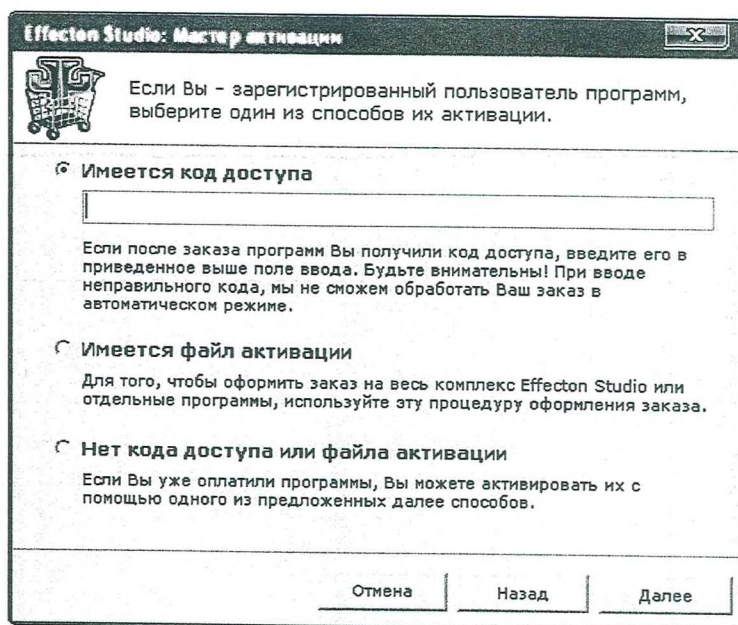 Effecton Studio: Мастер активации
Если Вы - зарегистрированный пользователь программ,
выберите один из способов их активации.
Имеется код доступа
Если после заказа программ Вы получили код доступа, введите его в
приведенное выше поле ввода. Будьте внимательны! При вводе
неправильного кода, мы не сможем обработать Ваш заказ в
автоматическом режиме.
Имеется файл активации
Для того, чтобы оформить заказ на весь комплекс Effecton Studio или
отдельные программы, используйте эту процедуру оформления заказа.
Нет кода доступа или файла активации
Если Вы уже оплатили программы, Вы можете активировать их с
помощью одного из предложенных далее способов.
Отмена
Назад
Далее